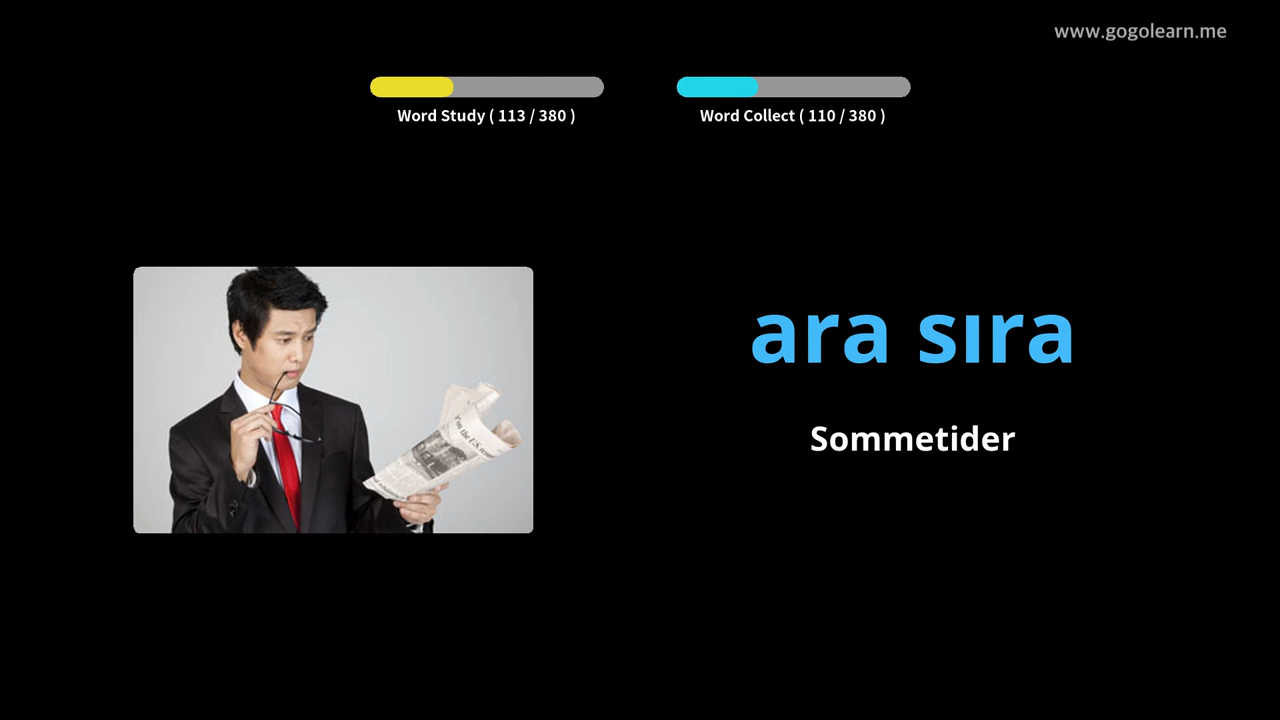 www.gogolearn.me
Word Study ( 113 / 380 )
Word Collect ( 110 / 380 )
ara sıra
Sommetider